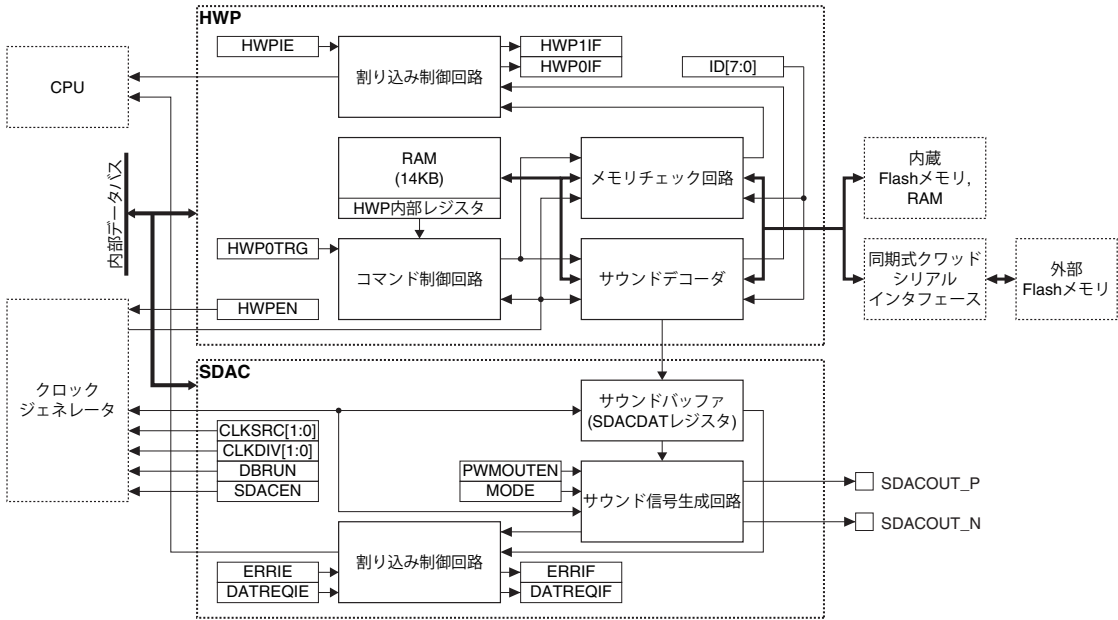 HWP
HWPIE
割り込み制御回路
HWP1IF
HWP0IF
ID[7:0]
CPU
RAM
(14KB)
HWP内部レジスタ
メモリチェック回路
内蔵
Flashメモリ,
RAM
内部データバス
HWP0TRG
コマンド制御回路
サウンドデコーダ
同期式クワッド
シリアル
インタフェース
外部
Flashメモリ
HWPEN
SDAC
クロック
ジェネレータ
サウンドバッファ
(SDACDATレジスタ)
CLKSRC[1:0]
CLKDIV[1:0]
DBRUN
SDACEN
PWMOUTEN
MODE
サウンド信号生成回路
SDACOUT_P
SDACOUT_N
割り込み制御回路
ERRIE
DATREQIE
ERRIF
DATREQIF